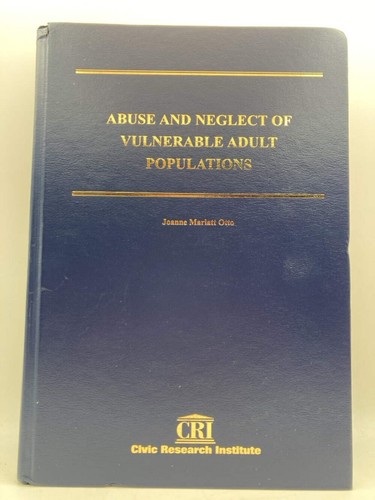 ABUSE AND NEGLECT OF
VULNERABLE ADULT
POPULATIONS
Joanne Marlatt Otto
CRI
Civic Research Institute